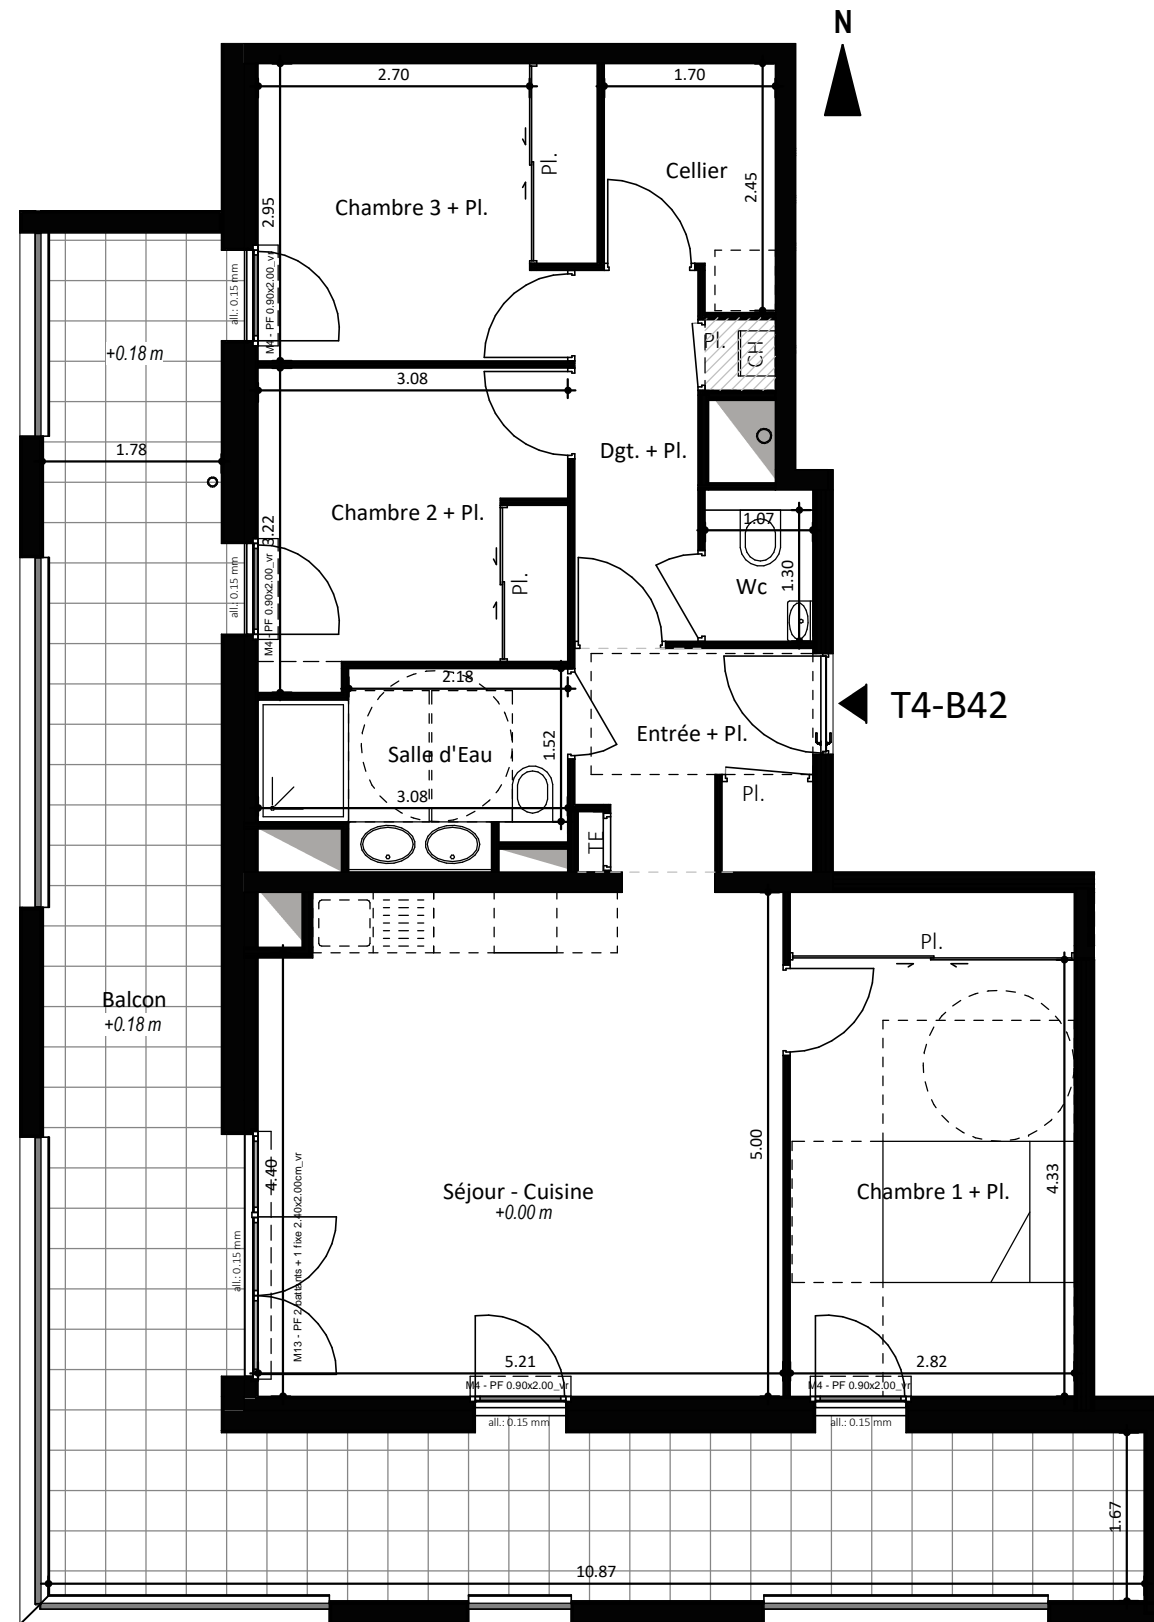 N
2.70
1.70
Pl.
Cellier
2.45
Chambre 3 + Pl.
2.95
all.: 0.15 mm
M4 - PF 0.90x2.00_vr
+0.18 m
Pl.
CH
3.08
1.78
Dgt. + Pl.
Chambre 2 + Pl.
3.22
1.07
1.30
Wc
Pl.
all.: 0.15 mm
M4 - PF 0.90x2.00_vr
2.18
T4-B42
Entrée + Pl.
Salle d'Eau
1.52
3.08
Pl.
TE
Pl.
Balcon
+0.18 m
5.00
4.40
4.33
Séjour - Cuisine
+0.00 m
Chambre 1 + Pl.
all.: 0.15 mm
M13 - PF 2 battants + 1 fixe 2.40x2.00cm_vr
5.21
2.82
M4 - PF 0.90x2.00_vr
M4 - PF 0.90x2.00_vr
all.: 0.15 mm
all.: 0.15 mm
1.67
10.87